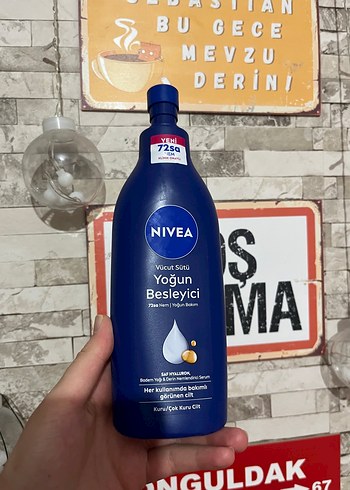 SEBASTIAN
BU GECE
MEVZU
DERİN!
YENİ
72sa
NIVEA
Vücut Sütü
Yoğun
Besleyici
72sa Nem | Yoğun Bakım
SAF HYALURON,
Badem Yağı & Derin Nemlendirici Serum
Her kullanımda bakımlı
görünen cilt
Kuru/Çok Kuru Cilt
67